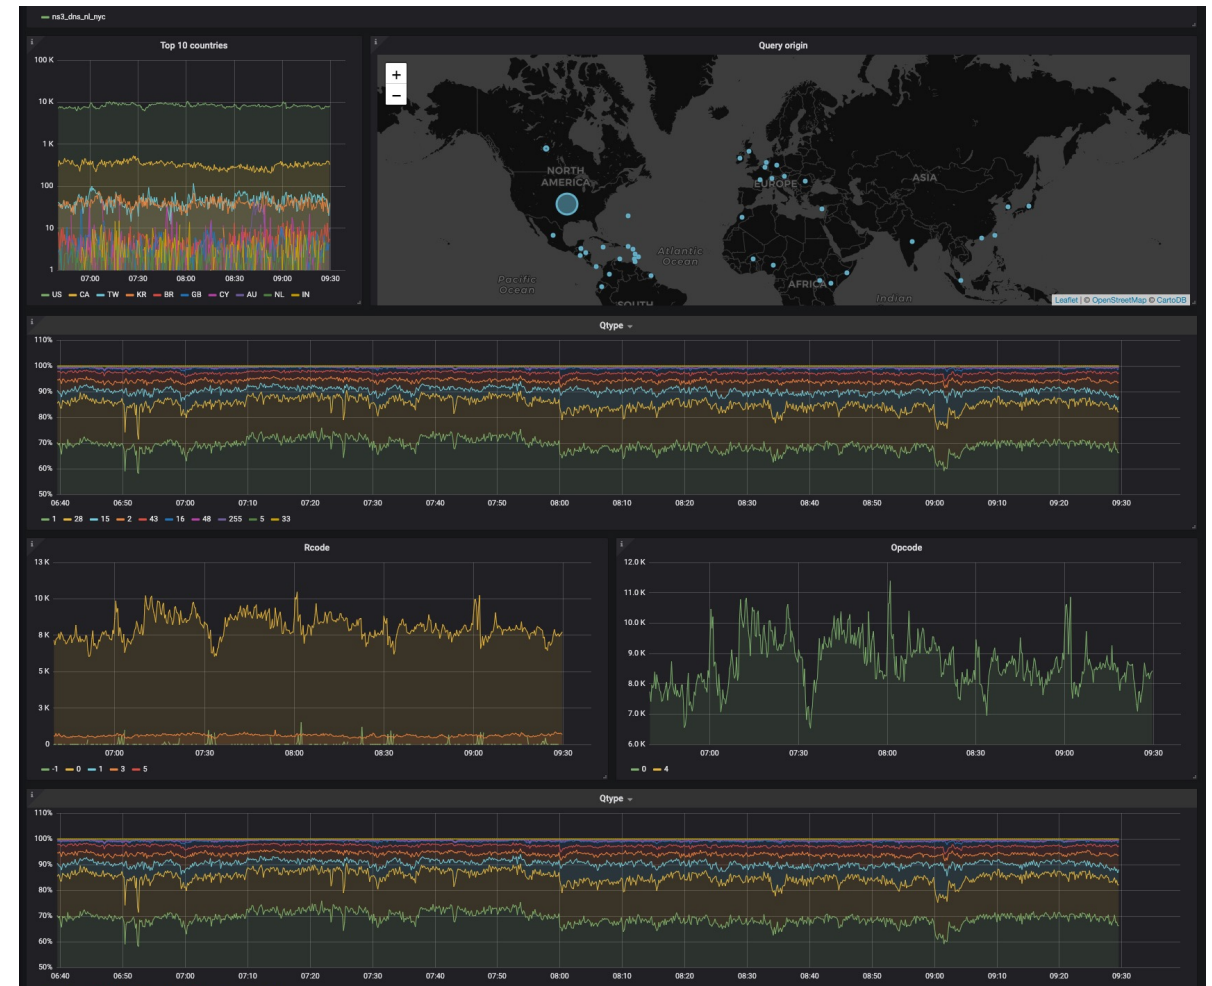 ns3_dns_nl_nyc
Top 10 countries
100 K
10 K
1 K
100
10
1
07:00 07:30 08:00 08:30 09:00 09:30
US CA TW KR BR GB CY AU NL IN
Query origin
+
−
NORTH
AMERICA
EUROPE
ASIA
Atlantic
Ocean
Pacific
Ocean
AFRICA
Indian
SOUTH
Leaflet | © OpenStreetMap © CartoDB
Qtype
110%
100%
90%
80%
70%
60%
50%
06:40 06:50 07:00 07:10 07:20 07:30 07:40 07:50 08:00 08:10 08:20 08:30 08:40 08:50 09:00 09:10 09:20 09:30
1 28 15 2 43 16 48 255 5 33
Rcode
13 K
10 K
8 K
5 K
3 K
0
07:00 07:30 08:00 08:30 09:00 09:30
-1 0 1 3 5
Opcode
12.0 K
11.0 K
10.0 K
9.0 K
8.0 K
7.0 K
6.0 K
07:00 07:30 08:00 08:30 09:00 09:30
0 4
Qtype
110%
100%
90%
80%
70%
60%
50%
06:40 06:50 07:00 07:10 07:20 07:30 07:40 07:50 08:00 08:10 08:20 08:30 08:40 08:50 09:00 09:10 09:20 09:30